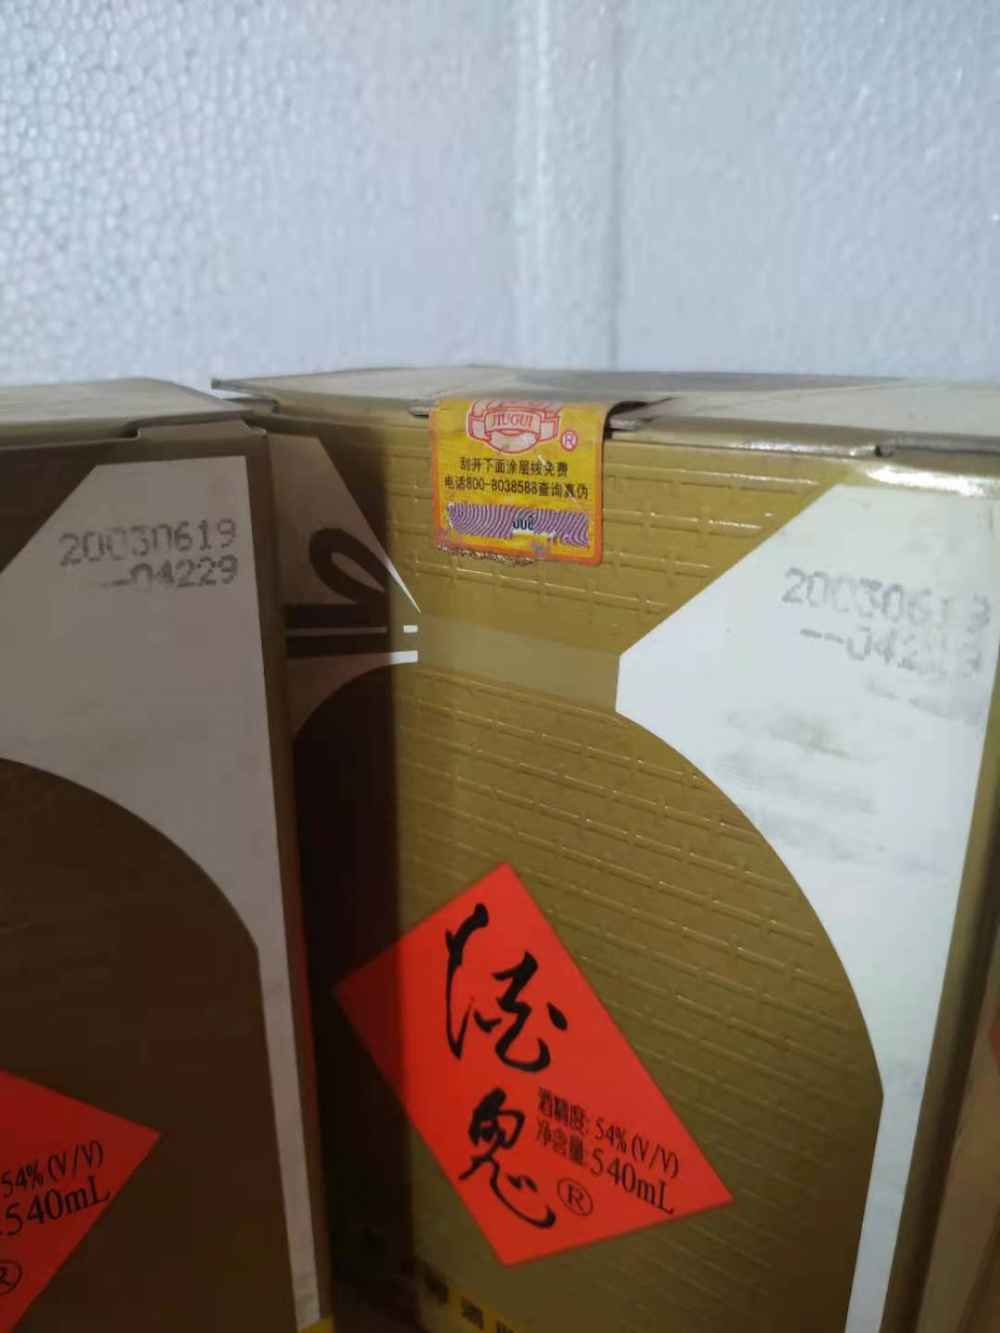 JIUGUI
®
刮开下面涂层拨免费
电话800-8038588查询真伪
20030619
--04229
20030619
酒
鬼
®
酒精度: 54% (V/V)
净含量:540mL
54% (V/V)
540mL